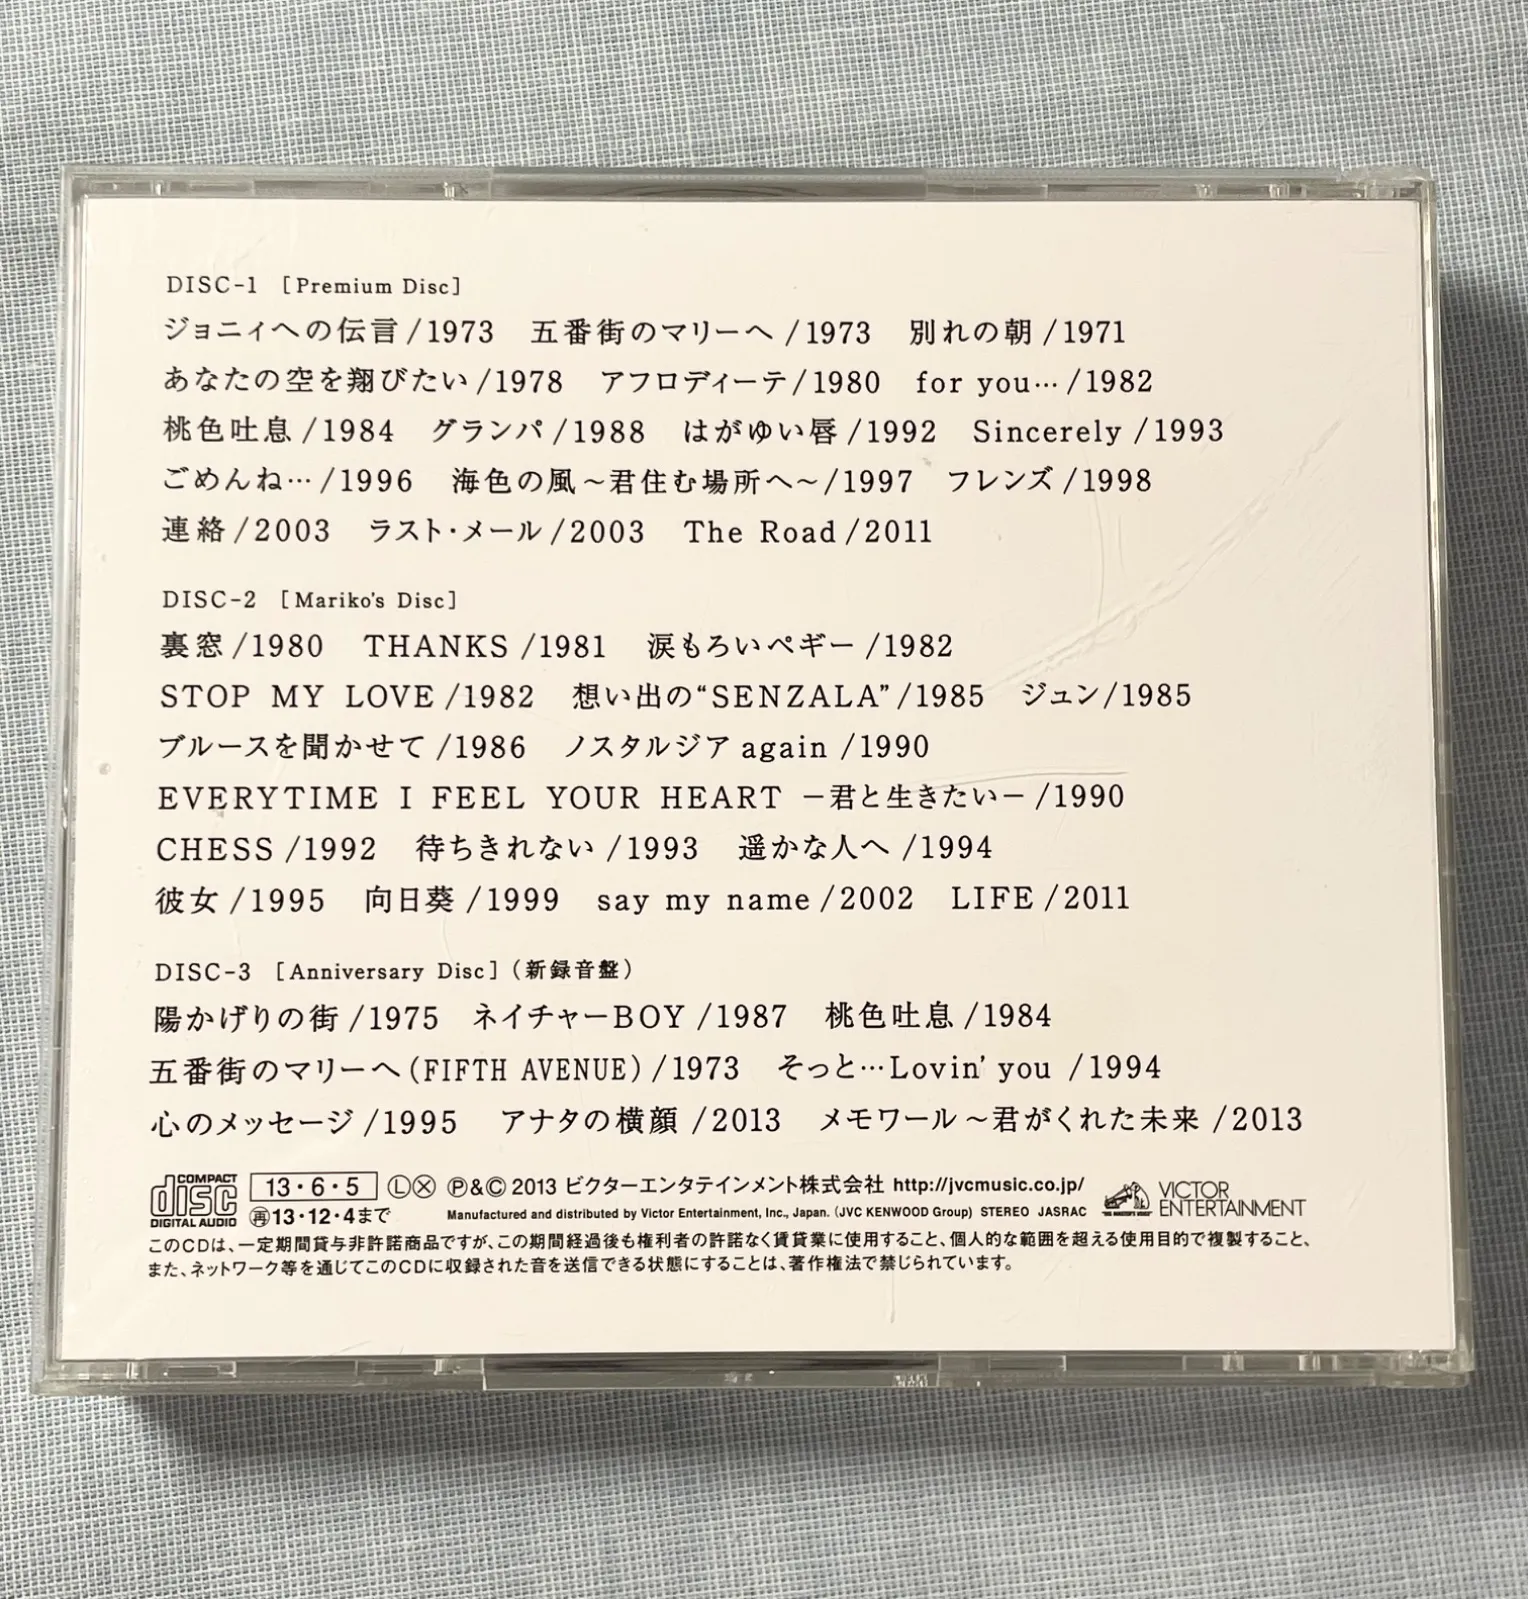 DISC-1 [Premium Disc]
ジョニィへの伝言/1973 五番街のマリーへ/1973 別れの朝/1971
あなたの空を翔びたい/1978 アフロディーテ/1980 for you…/1982
桃色吐息/1984 グランパ/1988 はがゆい唇/1992 Sincerely/1993
ごめんね…/1996 海色の風～君住む場所へ～/1997 フレンズ/1998
連絡/2003 ラスト・メール/2003 The Road/2011
DISC-2 [Mariko's Disc]
裏窓/1980 THANKS/1981 涙もろいペギー/1982
STOP MY LOVE/1982 想い出の“SENZALA”/1985 ジュン/1985
ブルースを聞かせて/1986 ノスタルジア again/1990
EVERYTIME I FEEL YOUR HEART －君と生きたい－/1990
CHESS/1992 待ちきれない/1993 遥かな人へ/1994
彼女/1995 向日葵/1999 say my name/2002 LIFE/2011
DISC-3 [Anniversary Disc]（新録音盤）
陽かげりの街/1975 ネイチャーBOY/1987 桃色吐息/1984
五番街のマリーへ（FIFTH AVENUE）/1973 そっと…Lovin' you /1994
心のメッセージ/1995 アナタの横顔/2013 メモワール～君がくれた未来/2013
COMPACT disc DIGITAL AUDIO
13・6・5 Ⓛ Ⓧ ℗&© 2013 ビクターエンタテインメント株式会社 http://jvcmusic.co.jp/
㊢13・12・4まで Manufactured and distributed by Victor Entertainment, Inc., Japan. (JVC KENWOOD Group) STEREO JASRAC
"HIS MASTER'S VOICE" VICTOR ENTERTAINMENT
このCDは、一定期間貸与非許諾商品ですが、この期間経過後も権利者の許諾なく賃貸業に使用すること、個人的な範囲を超える使用目的で複製すること、
また、ネットワーク等を通じてこのCDに収録された音を送信できる状態にすることは、著作権法で禁じられています。